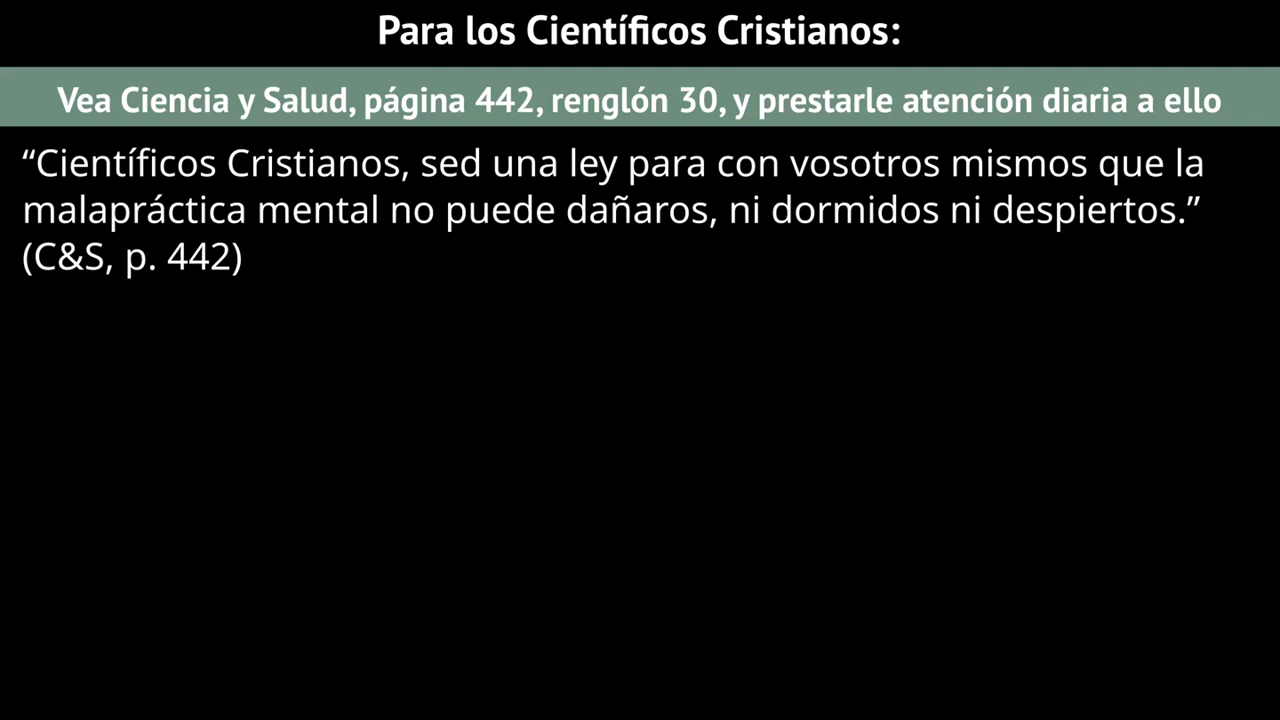 Para los Científicos Cristianos:
Vea Ciencia y Salud, página 442, renglón 30, y prestarle atención diaria a ello
“Científicos Cristianos, sed una ley para con vosotros mismos que la
malapráctica mental no puede dañaros, ni dormidos ni despiertos.”
(C&S, p. 442)